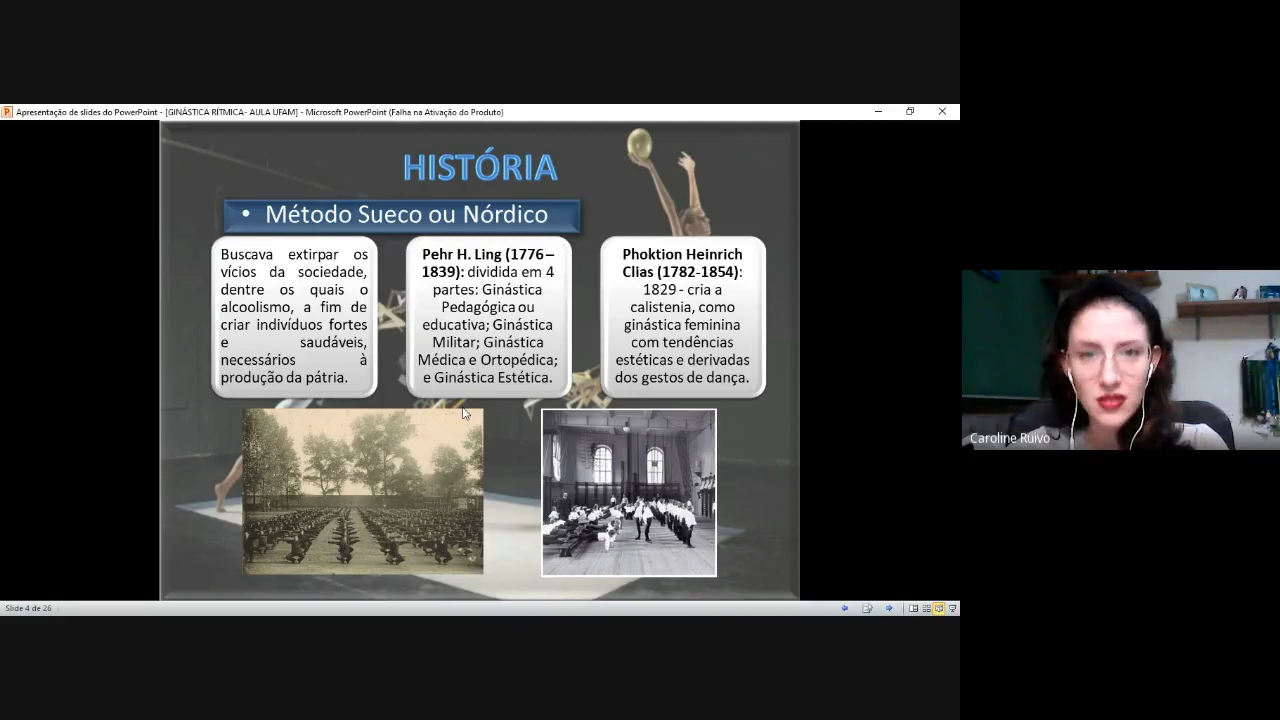 Apresentação de slides do PowerPoint - [GINÁSTICA RÍTMICA- AULA UFAM] - Microsoft PowerPoint (Falha na Ativação do Produto)
HISTÓRIA
• Método Sueco ou Nórdico
Buscava extirpar os
vícios da sociedade,
dentre os quais o
alcoolismo, a fim de
criar indivíduos fortes
e saudáveis,
necessários à
produção da pátria.
Pehr H. Ling (1776–
1839): dividida em 4
partes: Ginástica
Pedagógica ou
educativa; Ginástica
Militar; Ginástica
Médica e Ortopédica;
e Ginástica Estética.
Phoktion Heinrich
Clias (1782-1854):
1829 - cria a
calistenia, como
ginástica feminina
com tendências
estéticas e derivadas
dos gestos de dança.
Caroline Ruivo
Slide 4 de 26